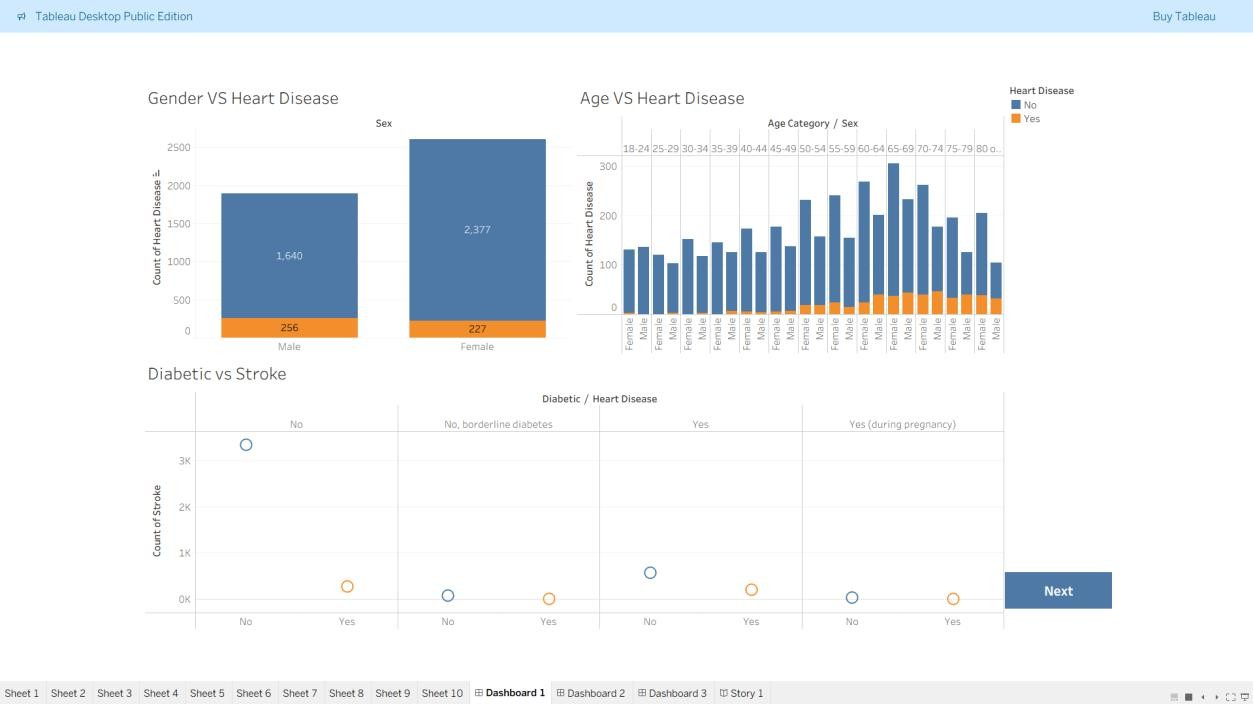 Tableau Desktop Public Edition
Buy Tableau
Gender VS Heart Disease
Sex
Count of Heart Disease
2500
2000
1500
1000
500
0
1,640
256
2,377
227
Male
Female
Age VS Heart Disease
Age Category / Sex
18-24 25-29 30-34 35-39 40-44 45-49 50-54 55-59 60-64 65-69 70-74 75-79 80 o..
Count of Heart Disease
300
200
100
0
Female Male Female Male Female Male Female Male Female Male Female Male Female Male Female Male Female Male Female Male Female Male Female Male Female Male
Heart Disease
No
Yes
Diabetic vs Stroke
Diabetic / Heart Disease
No
No, borderline diabetes
Yes
Yes (during pregnancy)
Count of Stroke
3K
2K
1K
0K
No Yes No Yes No Yes No Yes
Next
Sheet 1 Sheet 2 Sheet 3 Sheet 4 Sheet 5 Sheet 6 Sheet 7 Sheet 8 Sheet 9 Sheet 10 Dashboard 1 Dashboard 2 Dashboard 3 Story 1